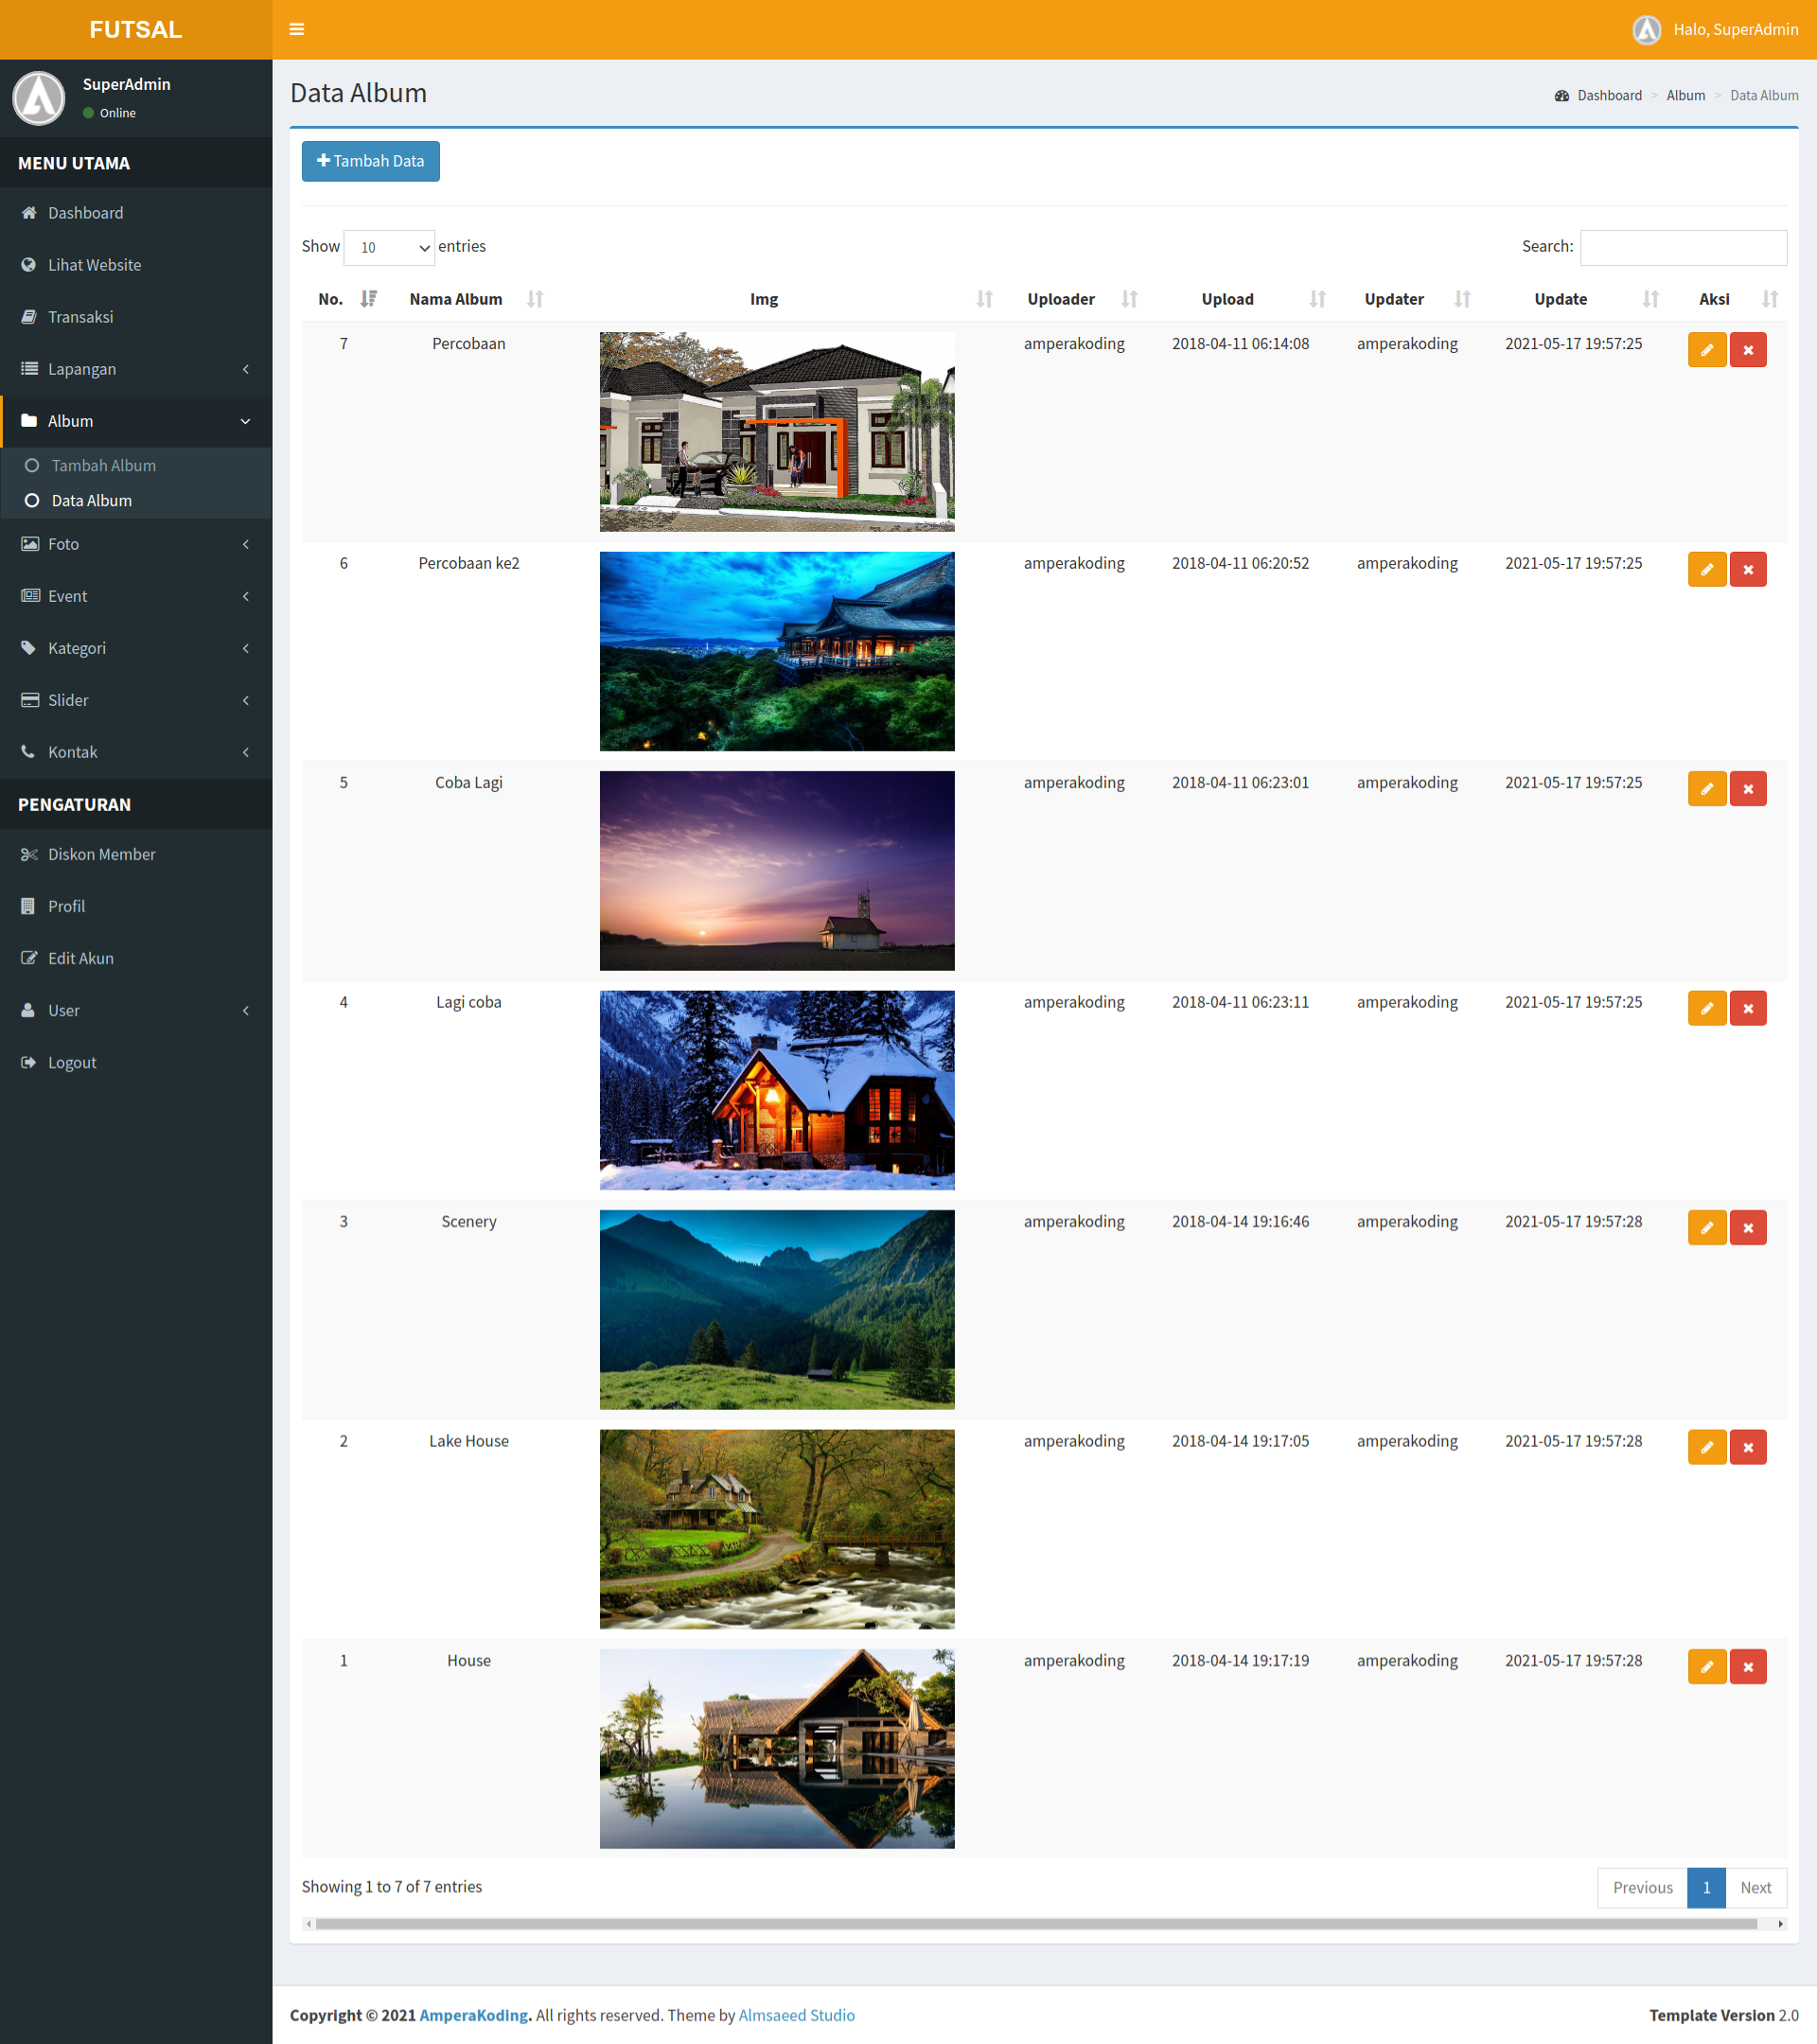 FUTSAL
Halo, SuperAdmin
SuperAdmin
Online
MENU UTAMA
Dashboard
Lihat Website
Transaksi
Lapangan
Album
Tambah Album
Data Album
Foto
Event
Kategori
Slider
Kontak
PENGATURAN
Diskon Member
Profil
Edit Akun
User
Logout
Data Album
Dashboard > Album > Data Album
Tambah Data
Show 10 entries
Search:
No. Nama Album Img Uploader Upload Updater Update Aksi
7 Percobaan amperakoding 2018-04-11 06:14:08 amperakoding 2021-05-17 19:57:25
6 Percobaan ke2 amperakoding 2018-04-11 06:20:52 amperakoding 2021-05-17 19:57:25
5 Coba Lagi amperakoding 2018-04-11 06:23:01 amperakoding 2021-05-17 19:57:25
4 Lagi coba amperakoding 2018-04-11 06:23:11 amperakoding 2021-05-17 19:57:25
3 Scenery amperakoding 2018-04-14 19:16:46 amperakoding 2021-05-17 19:57:28
2 Lake House amperakoding 2018-04-14 19:17:05 amperakoding 2021-05-17 19:57:28
1 House amperakoding 2018-04-14 19:17:19 amperakoding 2021-05-17 19:57:28
Showing 1 to 7 of 7 entries
Previous 1 Next
Copyright © 2021 AmperaKoding. All rights reserved. Theme by Almsaeed Studio
Template Version 2.0